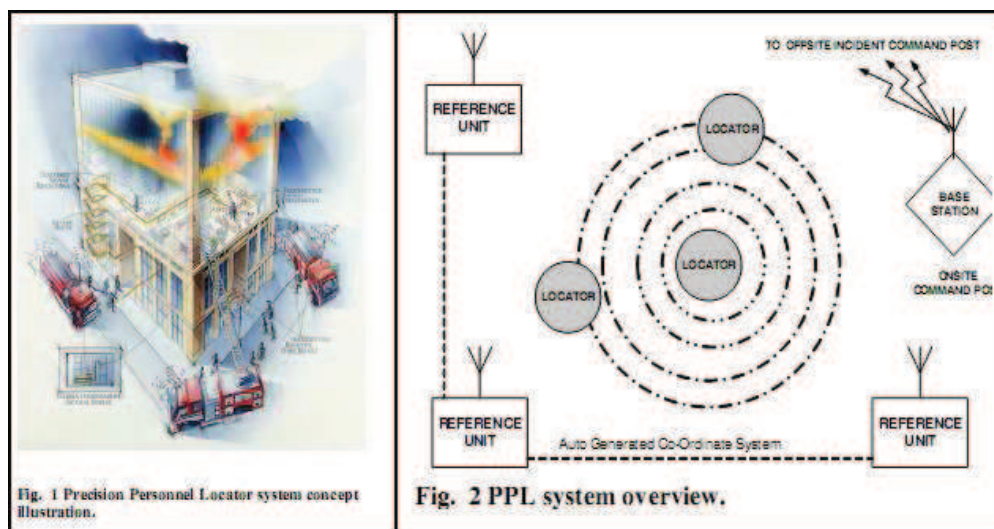 Fig. 1 Precision Personnel Locator system concept
illustration.
TO OFFSITE INCIDENT COMMAND POST
REFERENCE
UNIT
LOCATOR
BASE
STATION
LOCATOR
LOCATOR
ONSITE
COMMAND POS
REFERENCE
UNIT
Auto Generated Co-Ordinate System
REFERENCE
UNIT
Fig. 2 PPL system overview.